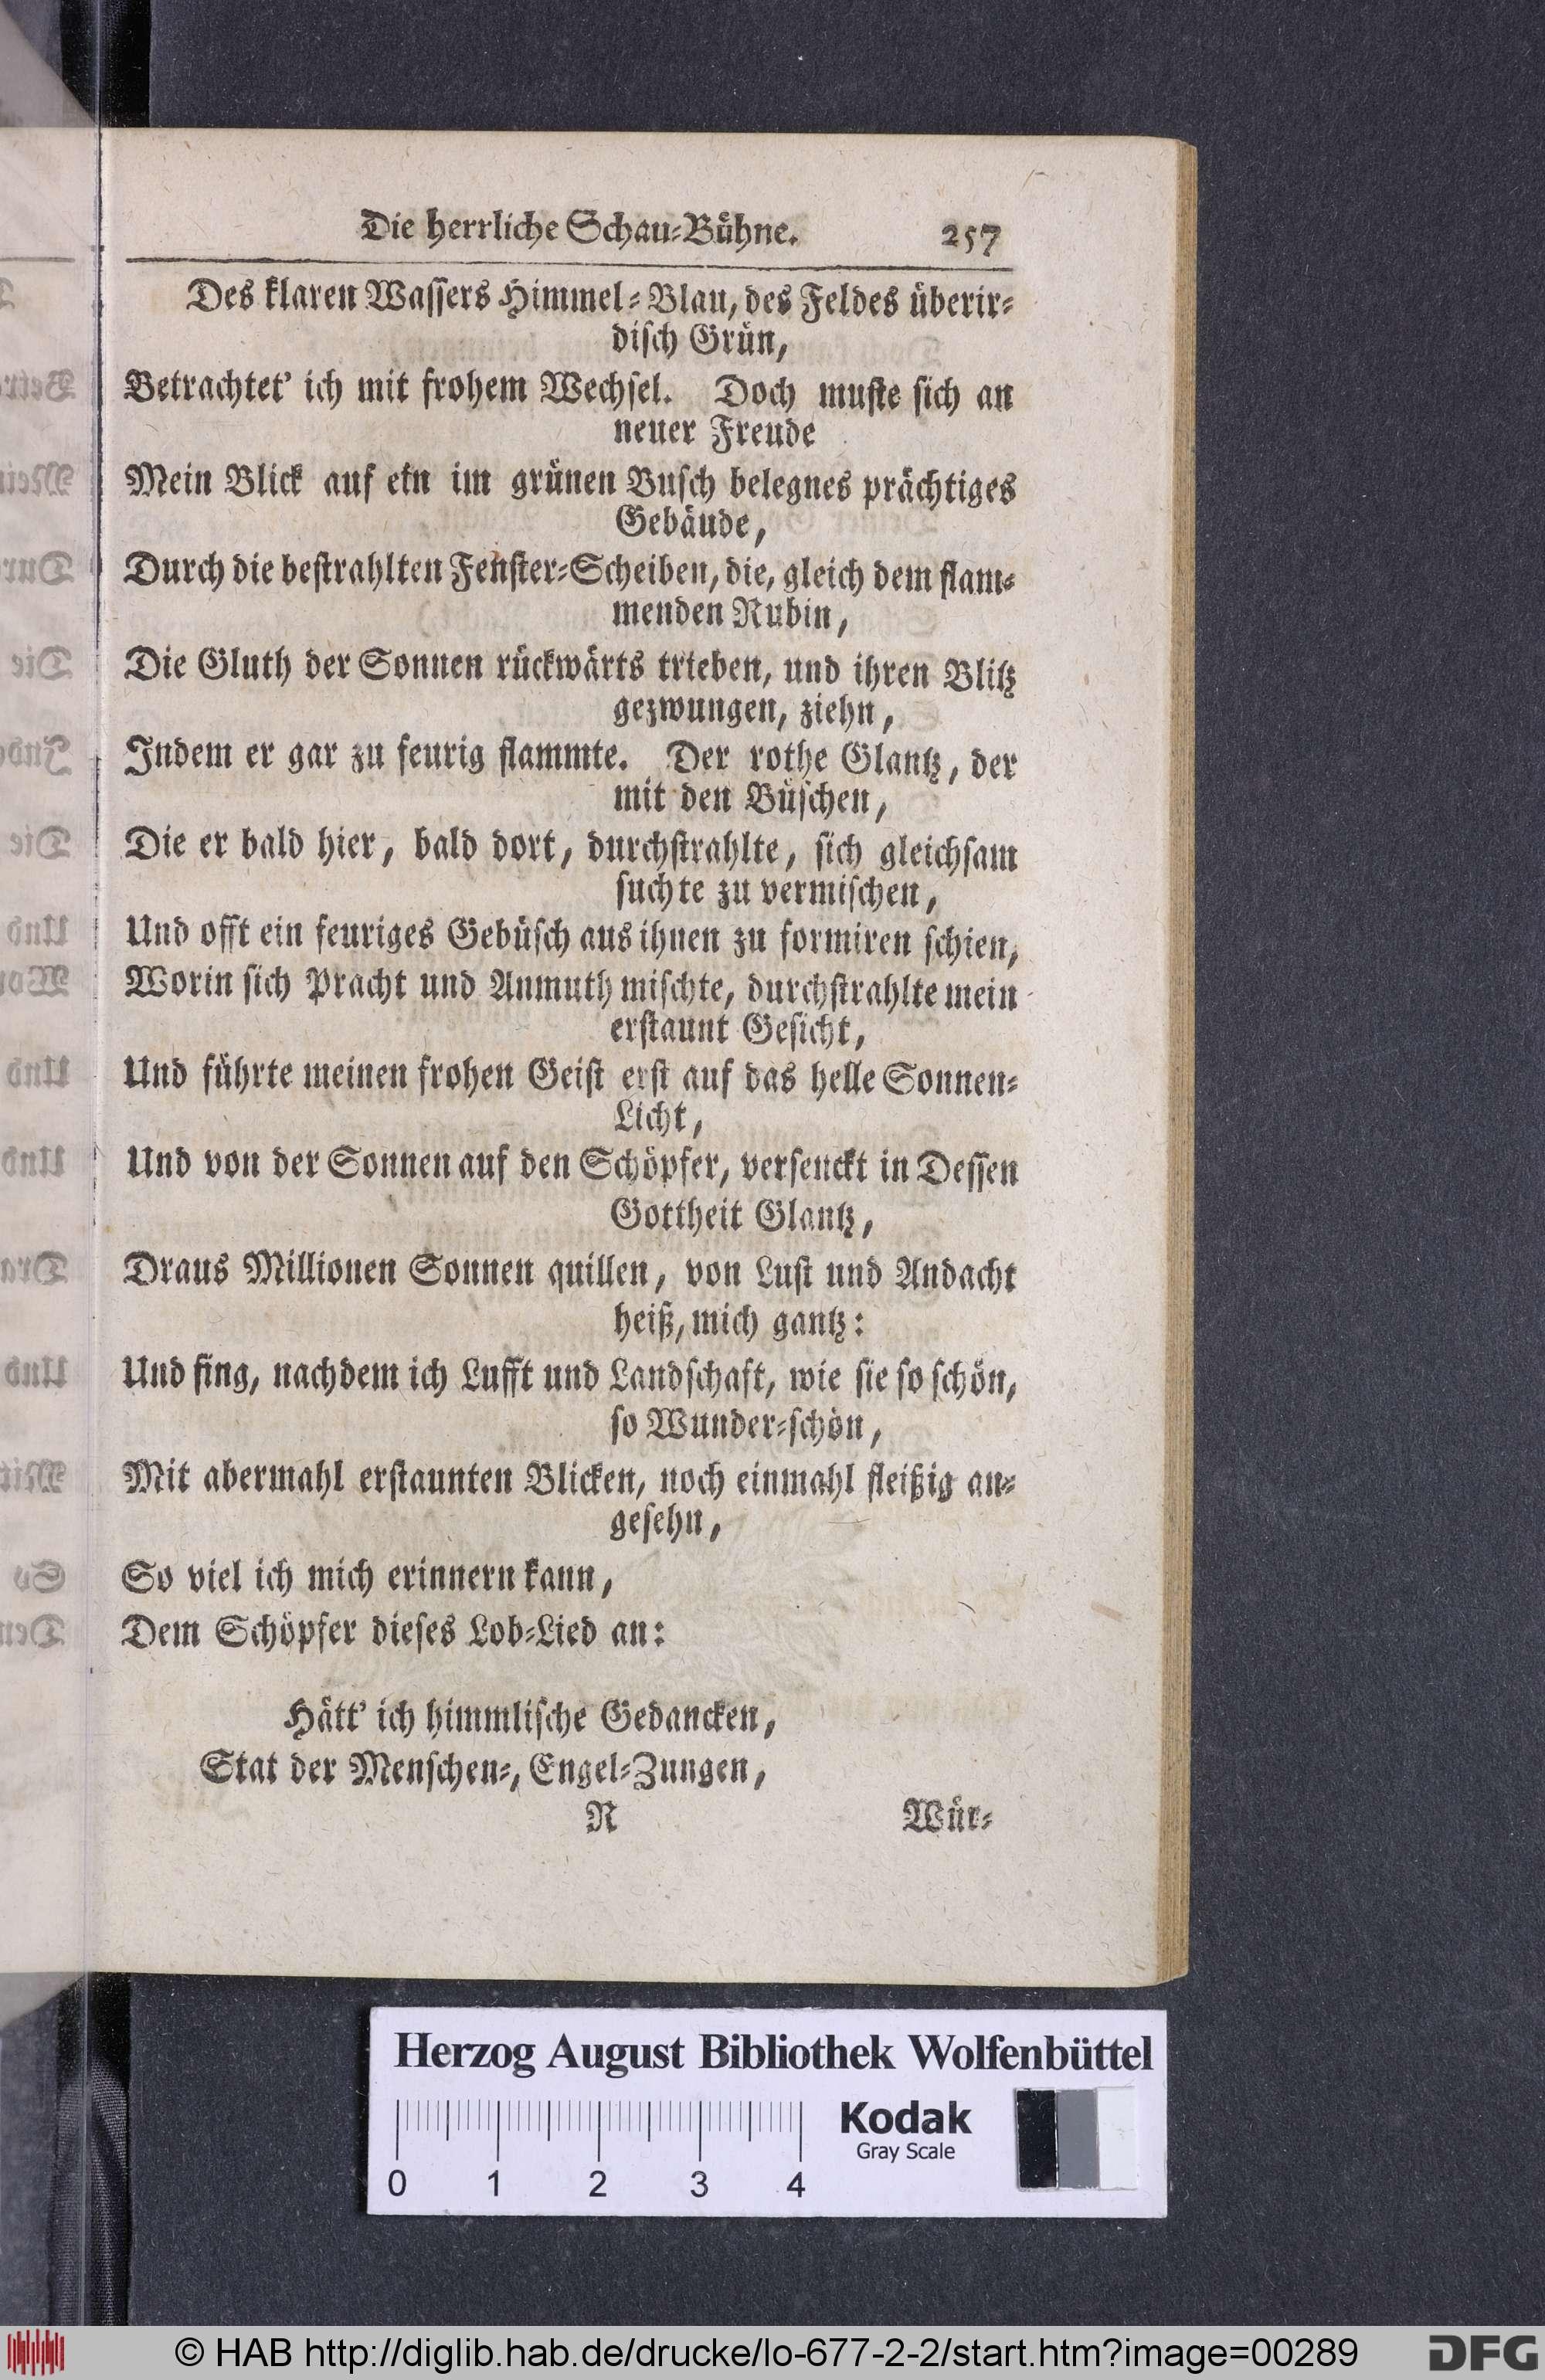 Die herrliche Schau-Bühne. 257
Des klaren Wassers Himmel-Blau, des Feldes überir-
disch Grün,
Betrachtet' ich mit frohem Wechsel. Doch muste sich an
neuer Freude
Mein Blick auf ein im grünen Busch belegnes prächtiges
Gebäude,
Durch die bestrahlten Fenster-Scheiben, die, gleich dem flam-
menden Rubin,
Die Gluth der Sonnen rückwärts trieben, und ihren Blitz
gezwungen, ziehn,
Indem er gar zu feurig flammte. Der rothe Glantz, der
mit den Büschen,
Die er bald hier, bald dort, durchstrahlte, sich gleichsam
suchte zu vermischen,
Und offt ein feuriges Gebüsch aus ihnen zu formiren schien,
Worin sich Pracht und Anmuth mischte, durchstrahlte mein
erstaunt Gesicht,
Und führte meinen frohen Geist erst auf das helle Sonnen-
Licht,
Und von der Sonnen auf den Schöpfer, versenckt in Dessen
Gottheit Glantz,
Draus Millionen Sonnen quillen, von Lust und Andacht
heiß, mich gantz:
Und fing, nachdem ich Lufft und Landschaft, wie sie so schön,
so Wunder-schön,
Mit abermahl erstaunten Blicken, noch einmahl fleißig an-
gesehn,
So viel ich mich erinnern kann,
Dem Schöpfer dieses Lob-Lied an:
Hätt' ich himmlische Gedancken,
Stat der Menschen-, Engel-Zungen,
R Wür-
Herzog August Bibliothek Wolfenbüttel
Kodak
Gray Scale
0 1 2 3 4
© HAB http://diglib.hab.de/drucke/lo-677-2-2/start.htm?image=00289
DFG